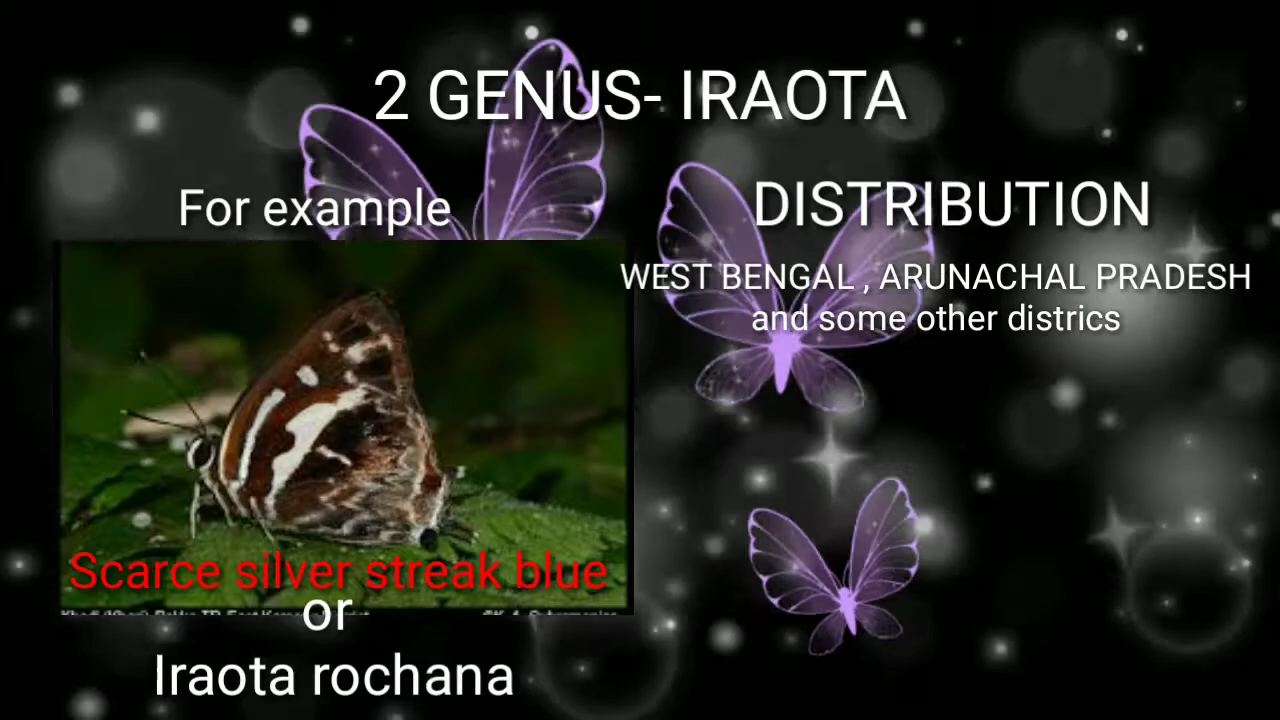 2 GENUS- IRAOTA
For example
DISTRIBUTION
WEST BENGAL , ARUNACHAL PRADESH
and some other districs
Scarce silver streak blue
or
Iraota rochana